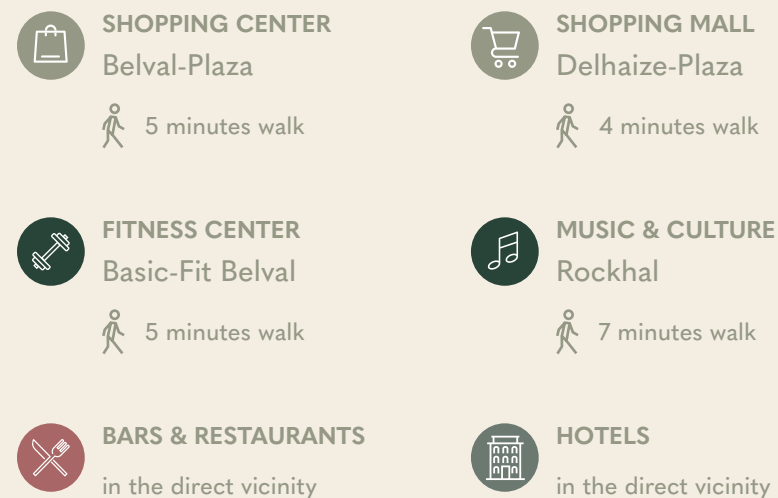 SHOPPING CENTER
Belval-Plaza
5 minutes walk
SHOPPING MALL
Delhaize-Plaza
4 minutes walk
FITNESS CENTER
Basic-Fit Belval
5 minutes walk
MUSIC & CULTURE
Rockhal
7 minutes walk
BARS & RESTAURANTS
in the direct vicinity
HOTELS
in the direct vicinity